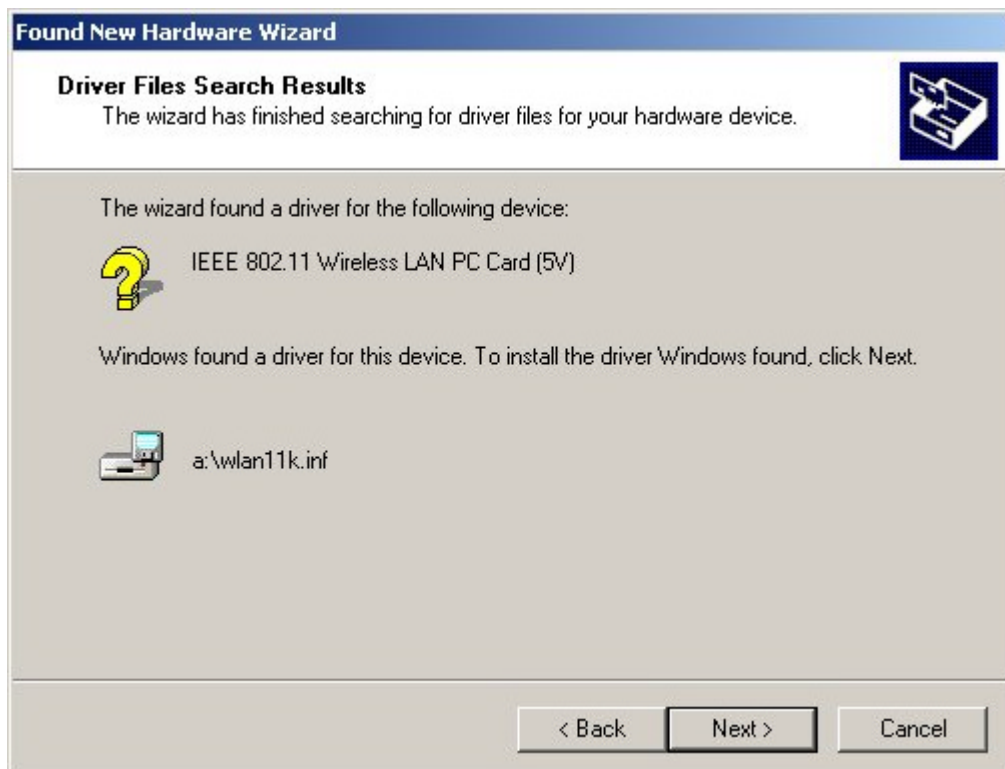 Found New Hardware Wizard
Driver Files Search Results
The wizard has finished searching for driver files for your hardware device.
The wizard found a driver for the following device:
IEEE 802.11 Wireless LAN PC Card (5V)
Windows found a driver for this device. To install the driver Windows found, click Next.
a:\wlan11k.inf
< Back
Next >
Cancel